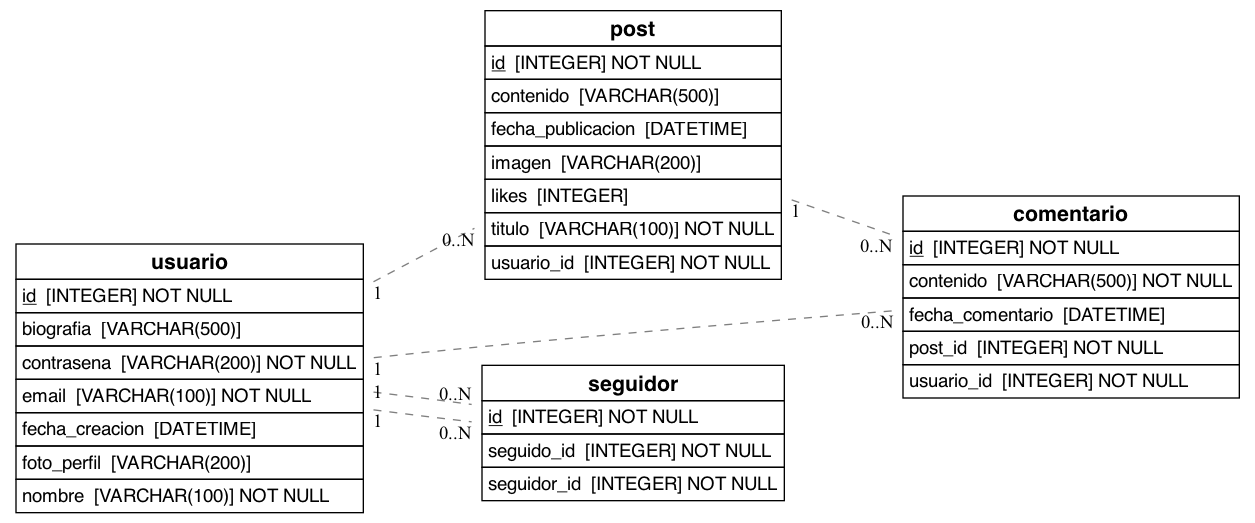 post
id [INTEGER] NOT NULL
contenido [VARCHAR(500)]
fecha_publicacion [DATETIME]
imagen [VARCHAR(200)]
likes [INTEGER]
titulo [VARCHAR(100)] NOT NULL
usuario_id [INTEGER] NOT NULL
usuario
id [INTEGER] NOT NULL
biografia [VARCHAR(500)]
contrasena [VARCHAR(200)] NOT NULL
email [VARCHAR(100)] NOT NULL
fecha_creacion [DATETIME]
foto_perfil [VARCHAR(200)]
nombre [VARCHAR(100)] NOT NULL
1
0..N
1
0..N
1
0..N
1
0..N
seguidor
id [INTEGER] NOT NULL
seguido_id [INTEGER] NOT NULL
seguidor_id [INTEGER] NOT NULL
1
0..N
comentario
id [INTEGER] NOT NULL
contenido [VARCHAR(500)] NOT NULL
fecha_comentario [DATETIME]
post_id [INTEGER] NOT NULL
usuario_id [INTEGER] NOT NULL